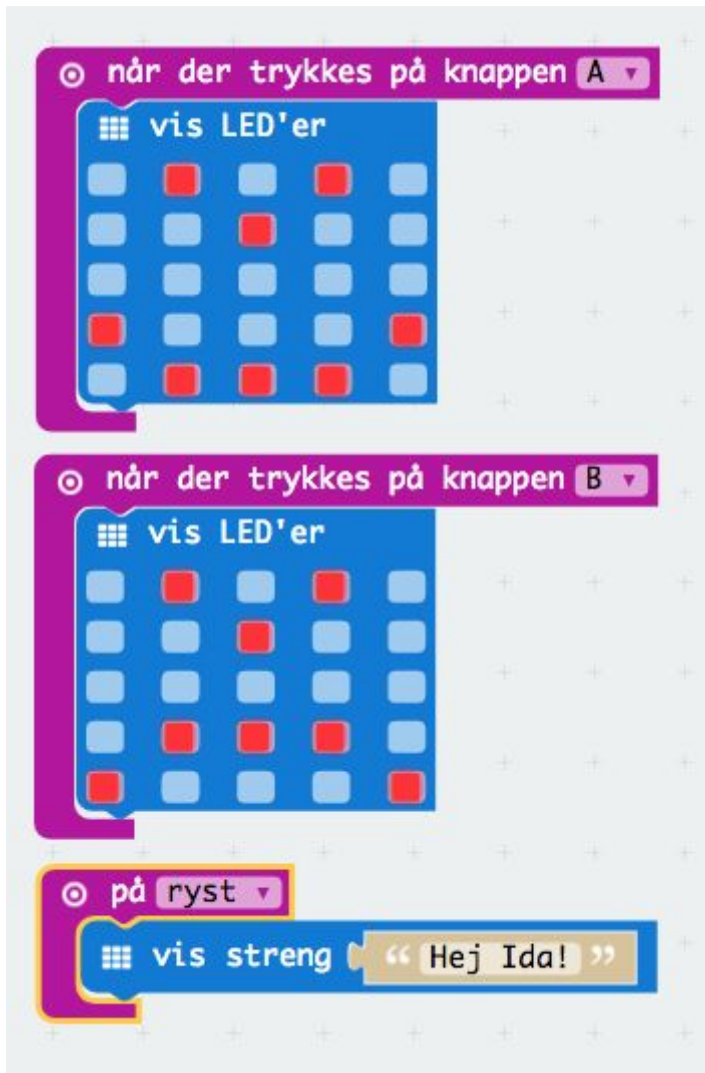 når der trykkes på knappen A
vis LED'er
når der trykkes på knappen B
vis LED'er
på ryst
vis streng “ Hej Ida! ”